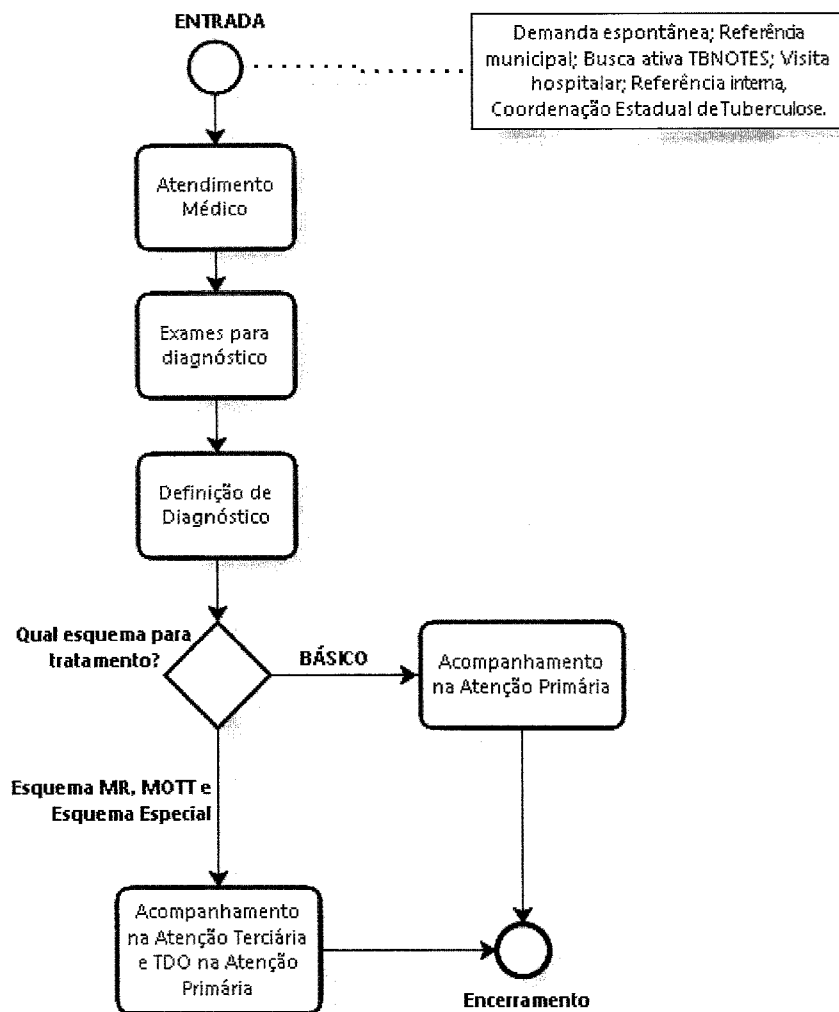 ENTRADA
Demanda espontânea; Referência
municipal; Busca ativa TBNOTES; Visita
hospitalar; Referência interna,
Coordenação Estadual de Tuberculose.
Atendimento
Médico
Exames para
diagnóstico
Definição de
Diagnóstico
Qual esquema para
tratamento?
BÁSICO
Acompanhamento
na Atenção Primária
Esquema MR, MOTT e
Esquema Especial
Acompanhamento
na Atenção Terciária
e TDO na Atenção
Primária
Encerramento